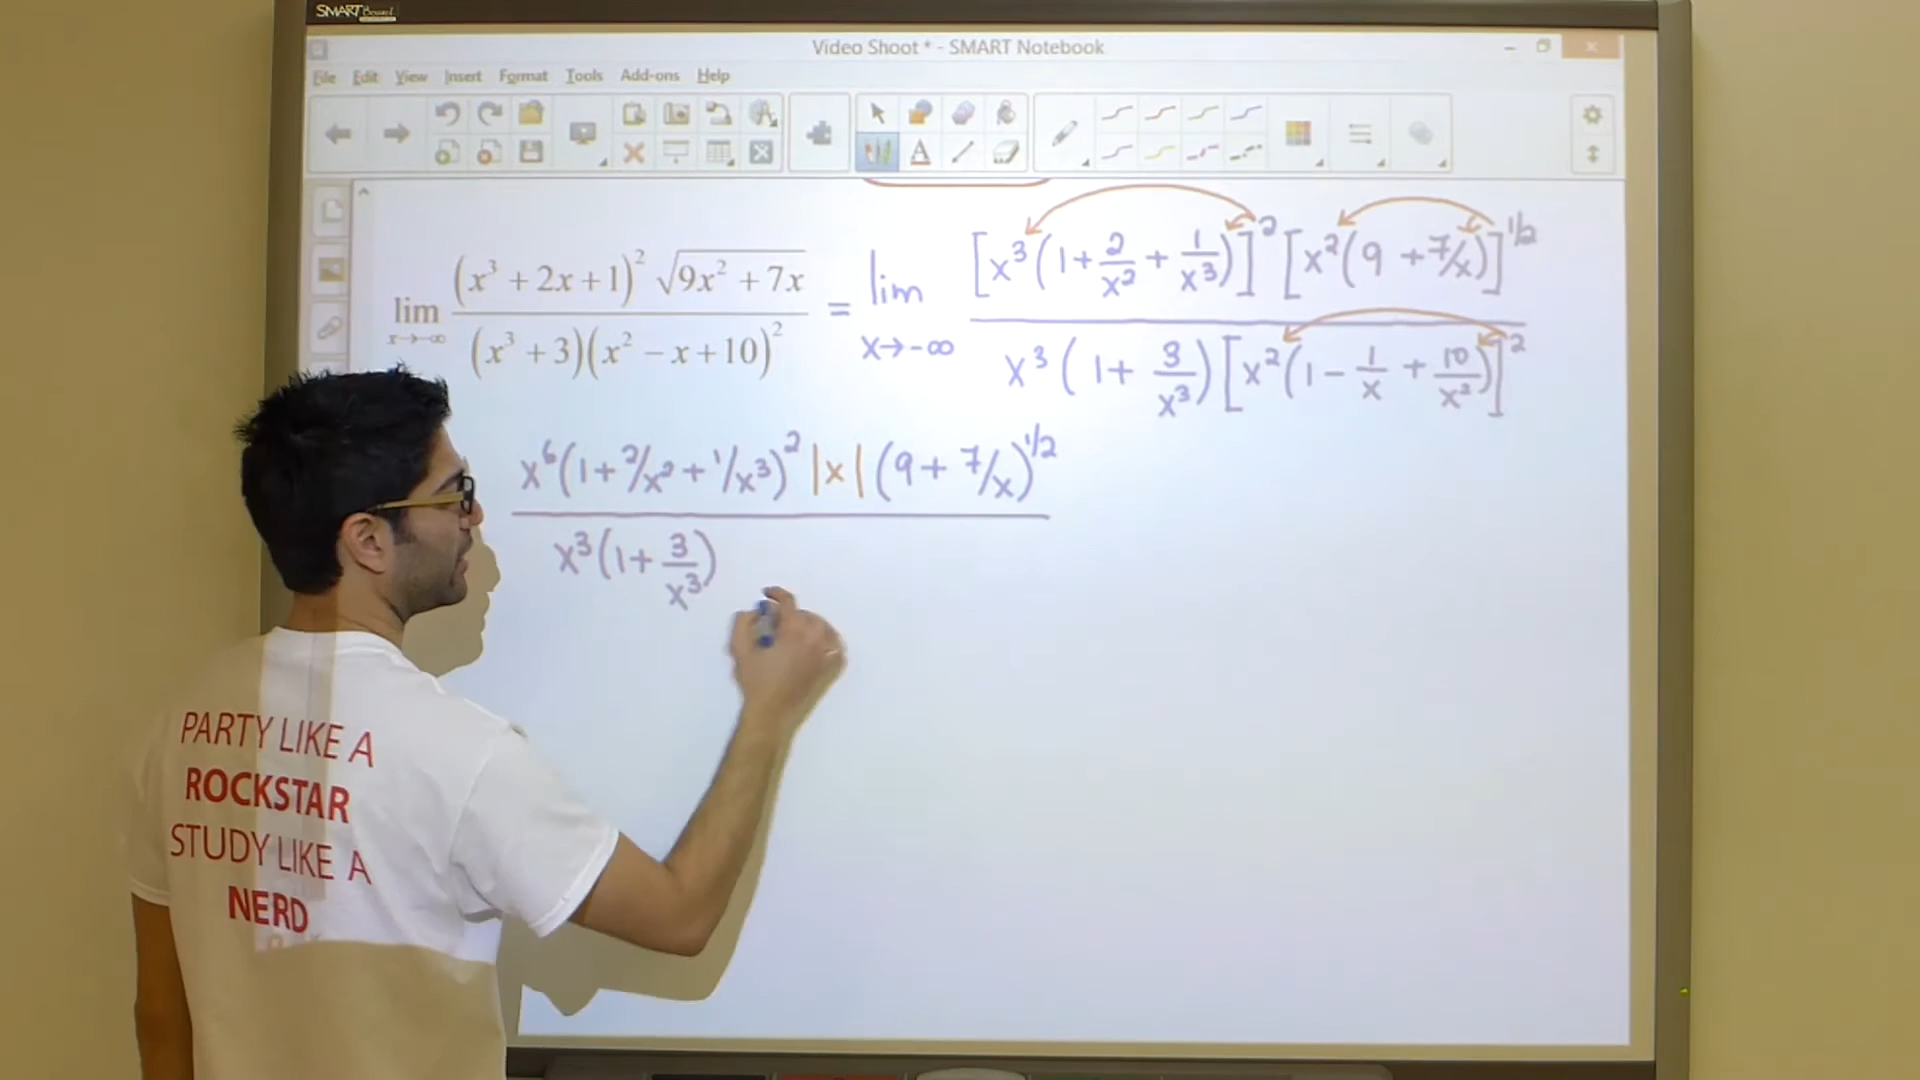 SMART Board
Video Shoot * - SMART Notebook
File Edit View Insert Format Tools Add-ons Help
lim x→-∞ (x³ + 2x + 1)² √(9x² + 7x) / (x³ + 3)(x² − x + 10)² = lim x→-∞ [x³(1 + 2/x² + 1/x³)]² [x²(9 + 7/x)]^1/2 / x³(1 + 3/x³)[x²(1 − 1/x + 10/x²)]²
x⁶(1 + 2/x² + 1/x³)² |x| (9 + 7/x)^1/2
x³(1 + 3/x³)
PARTY LIKE A
ROCKSTAR
STUDY LIKE A
NERD